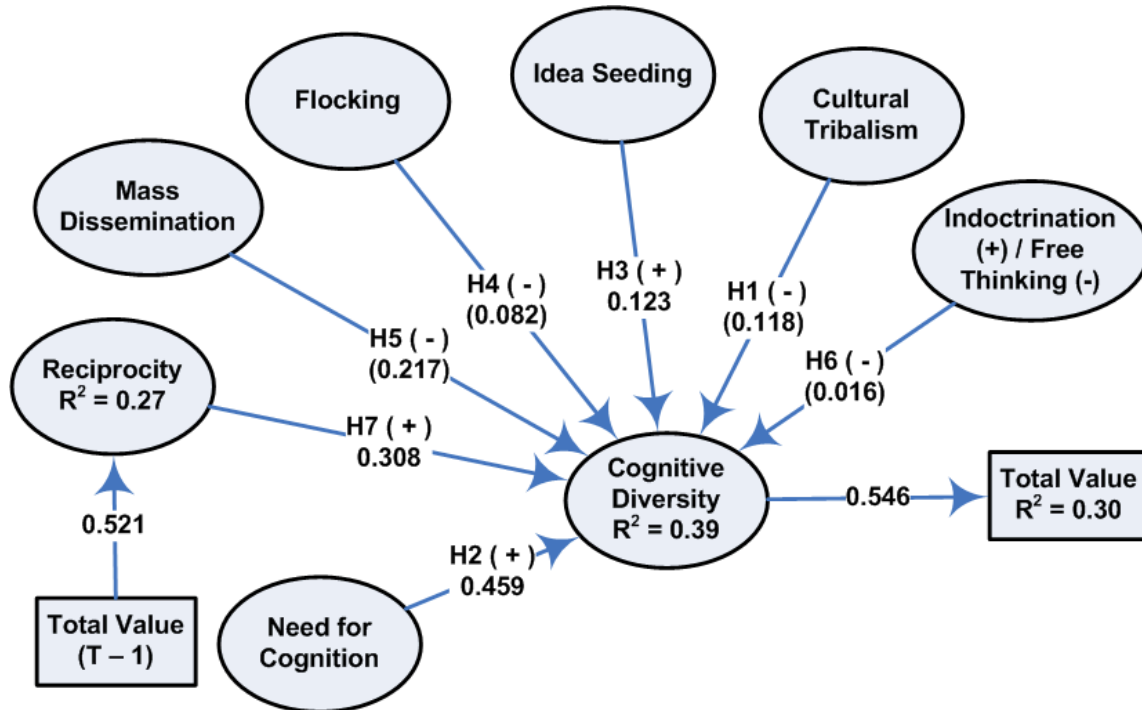 Idea Seeding
Flocking
Cultural
Tribalism
Mass
Dissemination
Indoctrination
(+) / Free
Thinking (-)
H4 ( - )
(0.082)
H3 ( + )
0.123
H1 ( - )
(0.118)
H5 ( - )
(0.217)
H6 ( - )
(0.016)
Reciprocity
R² = 0.27
H7 ( + )
0.308
Cognitive
Diversity
R² = 0.39
0.546
Total Value
R² = 0.30
0.521
H2 ( + )
0.459
Total Value
(T – 1)
Need for
Cognition